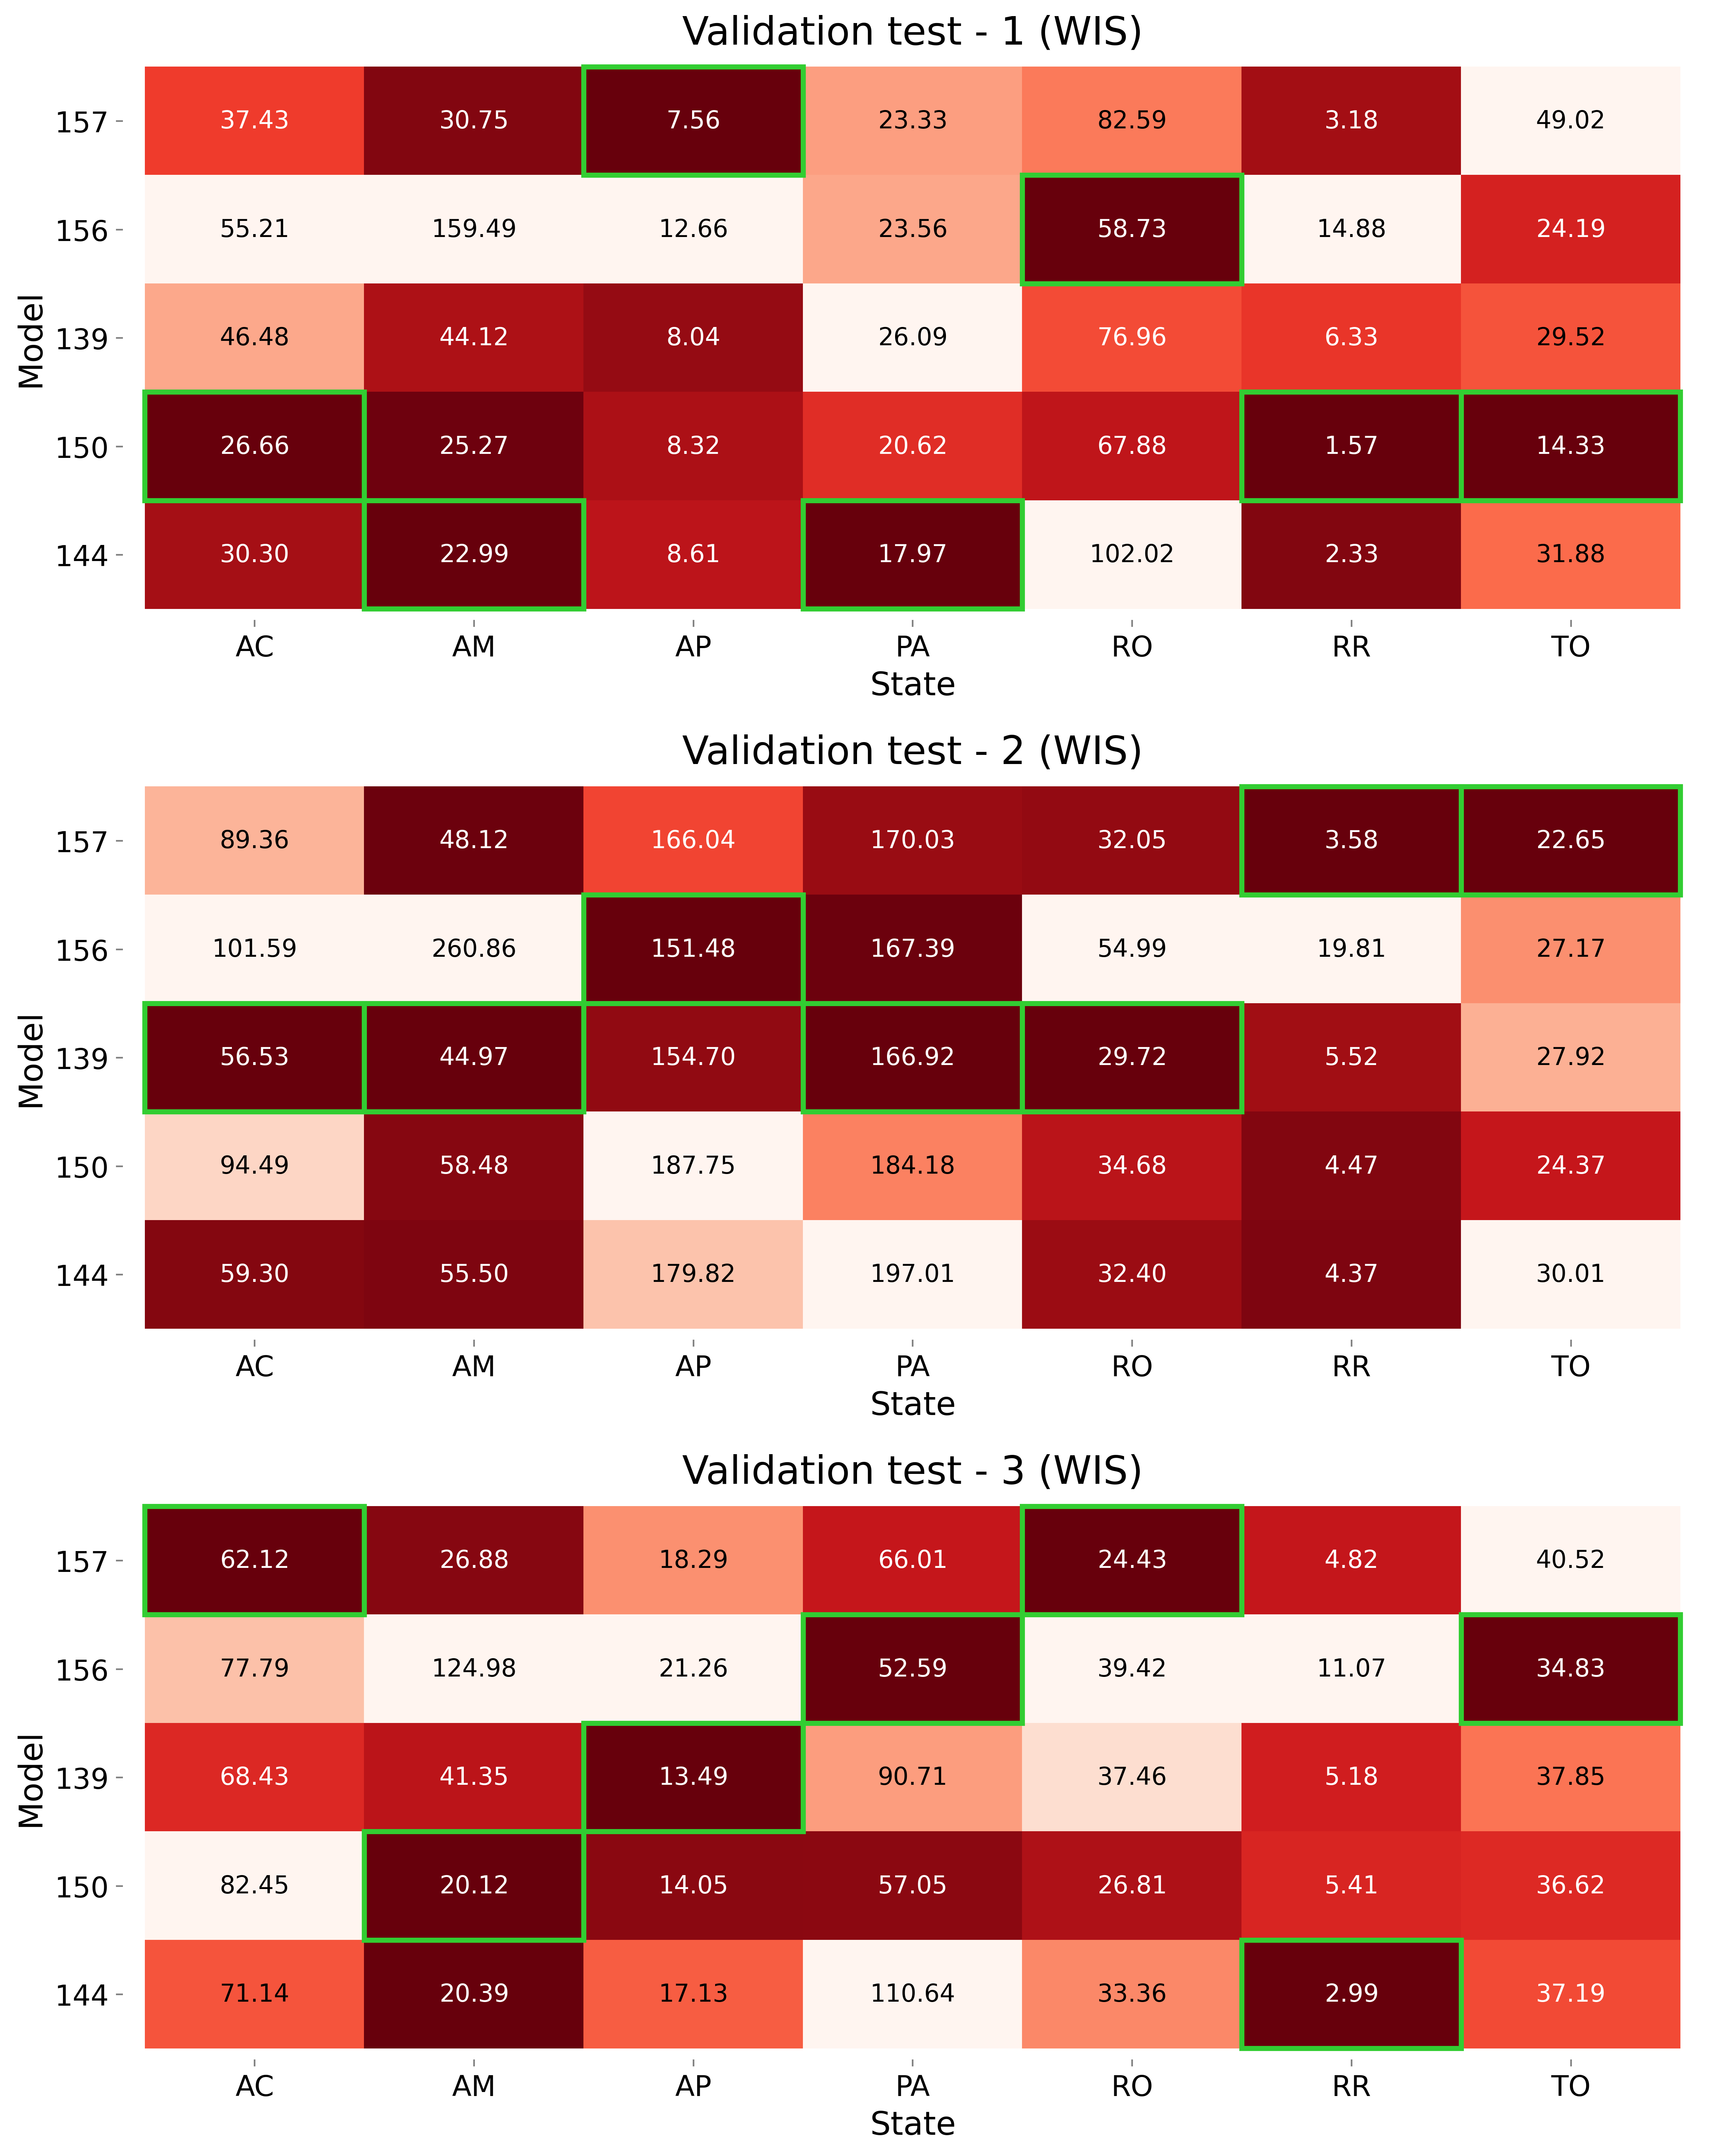 Validation test - 1 (WIS)
157 37.43 30.75 7.56 23.33 82.59 3.18 49.02
156 55.21 159.49 12.66 23.56 58.73 14.88 24.19
139 46.48 44.12 8.04 26.09 76.96 6.33 29.52
150 26.66 25.27 8.32 20.62 67.88 1.57 14.33
144 30.30 22.99 8.61 17.97 102.02 2.33 31.88
Model
AC AM AP PA RO RR TO
State
Validation test - 2 (WIS)
157 89.36 48.12 166.04 170.03 32.05 3.58 22.65
156 101.59 260.86 151.48 167.39 54.99 19.81 27.17
139 56.53 44.97 154.70 166.92 29.72 5.52 27.92
150 94.49 58.48 187.75 184.18 34.68 4.47 24.37
144 59.30 55.50 179.82 197.01 32.40 4.37 30.01
Model
AC AM AP PA RO RR TO
State
Validation test - 3 (WIS)
157 62.12 26.88 18.29 66.01 24.43 4.82 40.52
156 77.79 124.98 21.26 52.59 39.42 11.07 34.83
139 68.43 41.35 13.49 90.71 37.46 5.18 37.85
150 82.45 20.12 14.05 57.05 26.81 5.41 36.62
144 71.14 20.39 17.13 110.64 33.36 2.99 37.19
Model
AC AM AP PA RO RR TO
State